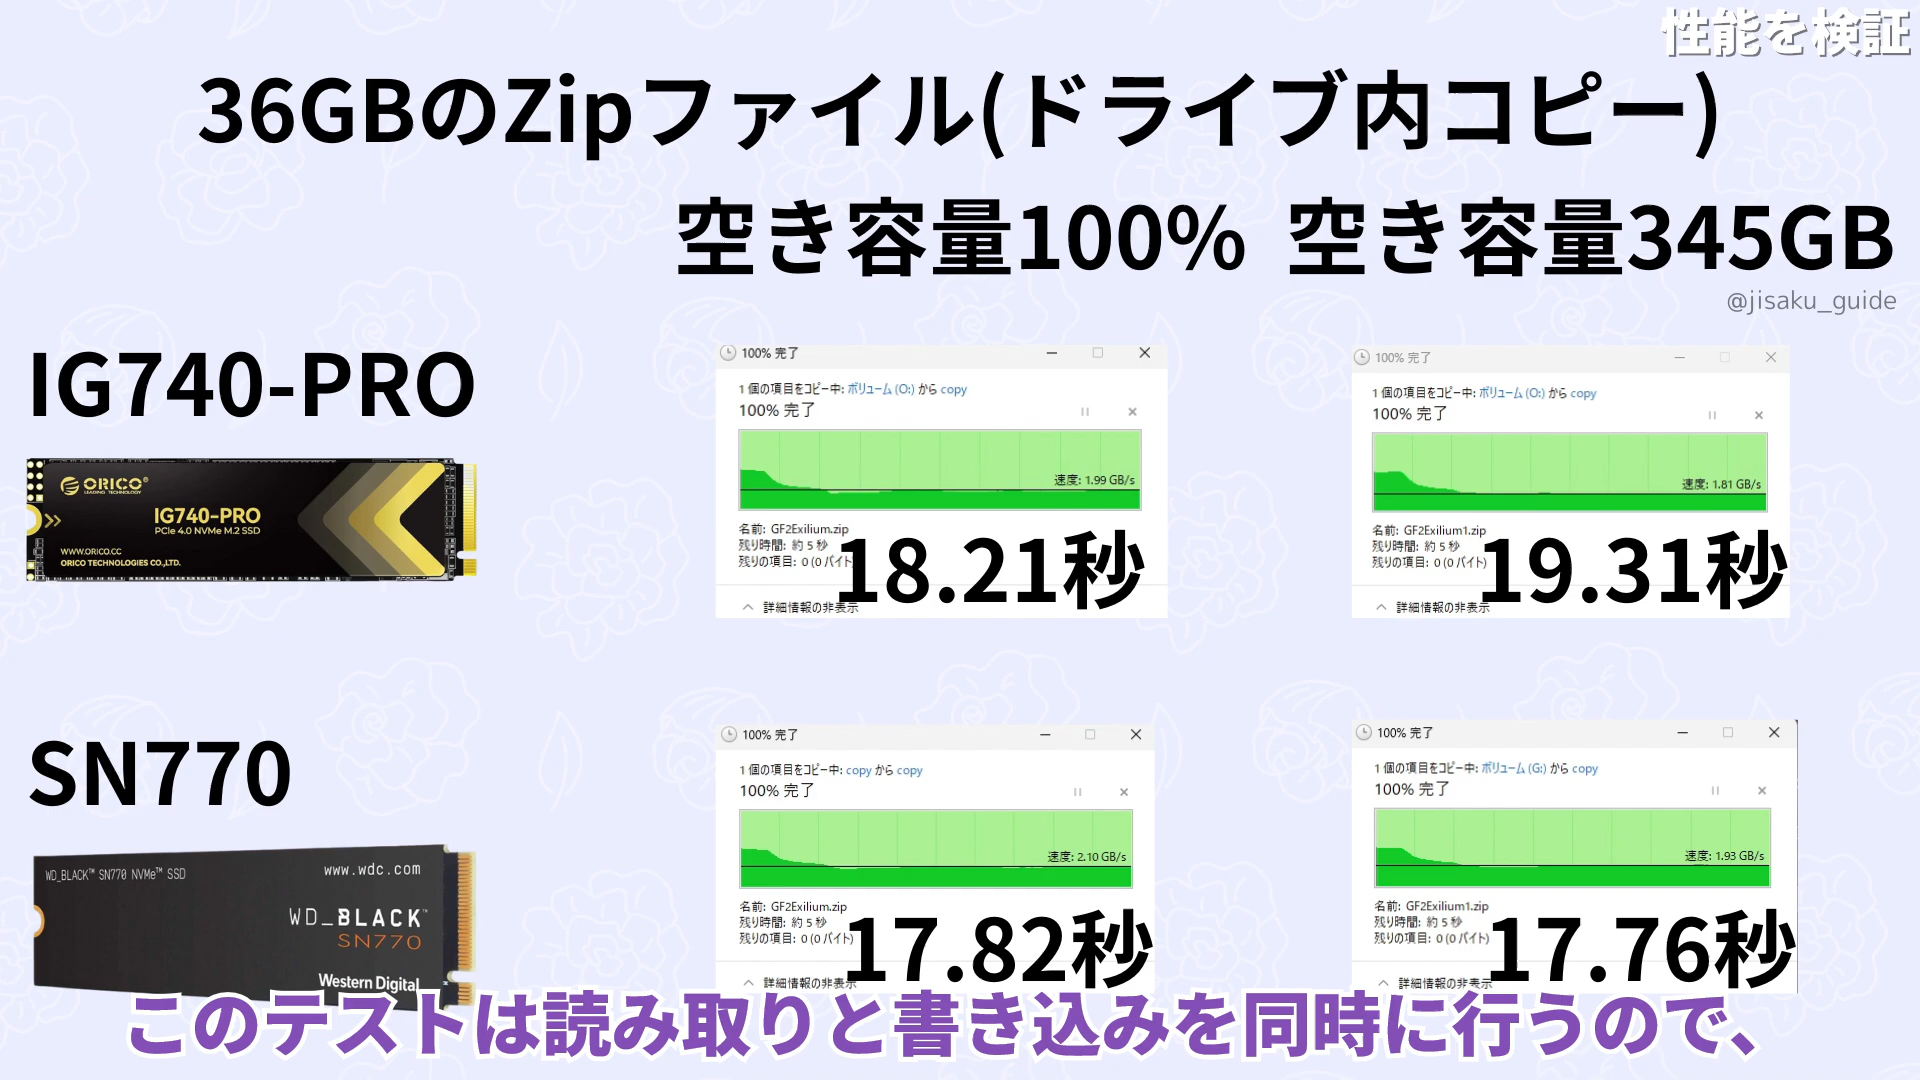 性能を検証
36GBのZipファイル(ドライブ内コピー)
空き容量100% 空き容量345GB
@jisaku_guide
IG740-PRO
ORICO®
LEADING TECHNOLOGY
IG740-PRO
PCIe 4.0 NVMe M.2 SSD
WWW.ORICO.CC
ORICO TECHNOLOGIES CO.,LTD.
100% 完了
1 個の項目をコピー中: ボリューム (O:) から copy
100% 完了
速度: 1.99 GB/s
名前: GF2Exilium.zip
残り時間: 約 5 秒
残りの項目: 0 (0 バイト)
18.21秒
詳細情報の非表示
100% 完了
1 個の項目をコピー中: ボリューム (O:) から copy
100% 完了
速度: 1.81 GB/s
名前: GF2Exilium1.zip
残り時間: 約 5 秒
残りの項目: 0 (0 バイト)
19.31秒
詳細情報の非表示
SN770
WD_BLACK™ SN770 NVMe™ SSD
www.wdc.com
WD_BLACK™
SN770
Western Digital
100% 完了
1 個の項目をコピー中: copy から copy
100% 完了
速度: 2.10 GB/s
名前: GF2Exilium.zip
残り時間: 約 5 秒
残りの項目: 0 (0 バイト)
17.82秒
詳細情報の非表示
100% 完了
1 個の項目をコピー中: ボリューム (G:) から copy
100% 完了
速度: 1.93 GB/s
名前: GF2Exilium1.zip
残り時間: 約 5 秒
残りの項目: 0 (0 バイト)
17.76秒
詳細情報の非表示
このテストは読み取りと書き込みを同時に行うので、